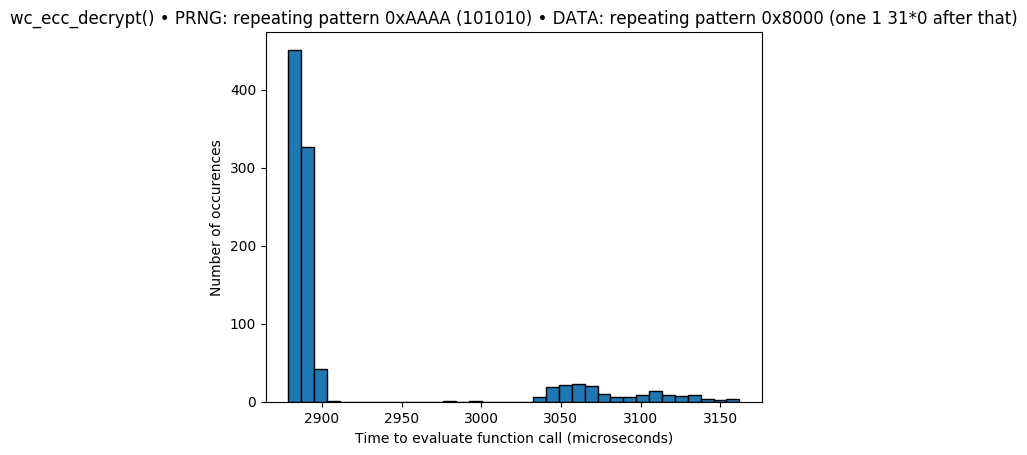 wc_ecc_decrypt() • PRNG: repeating pattern 0xAAAA (101010) • DATA: repeating pattern 0x8000 (one 1 31*0 after that)
400
300
200
100
0
Number of occurences
2900 2950 3000 3050 3100 3150
Time to evaluate function call (microseconds)